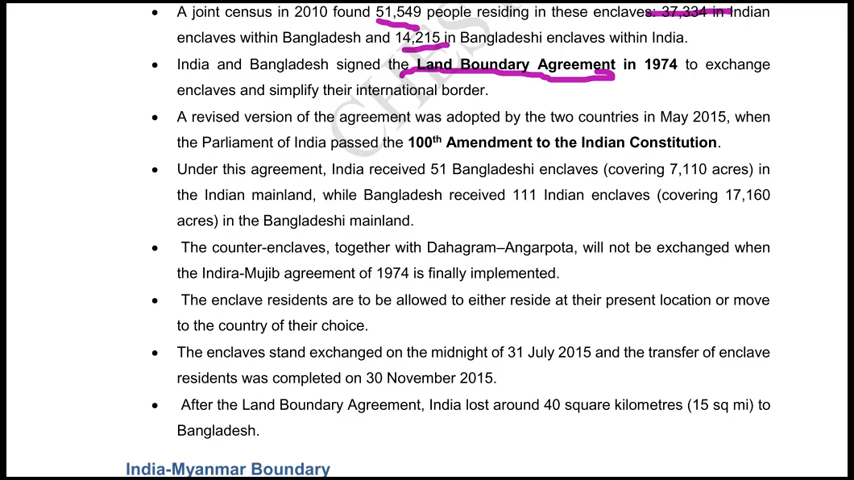 • A joint census in 2010 found 51,549 people residing in these enclaves: 37,334 in Indian
enclaves within Bangladesh and 14,215 in Bangladeshi enclaves within India.
• India and Bangladesh signed the Land Boundary Agreement in 1974 to exchange
enclaves and simplify their international border.
• A revised version of the agreement was adopted by the two countries in May 2015, when
the Parliament of India passed the 100th Amendment to the Indian Constitution.
• Under this agreement, India received 51 Bangladeshi enclaves (covering 7,110 acres) in
the Indian mainland, while Bangladesh received 111 Indian enclaves (covering 17,160
acres) in the Bangladeshi mainland.
• The counter-enclaves, together with Dahagram–Angarpota, will not be exchanged when
the Indira-Mujib agreement of 1974 is finally implemented.
• The enclave residents are to be allowed to either reside at their present location or move
to the country of their choice.
• The enclaves stand exchanged on the midnight of 31 July 2015 and the transfer of enclave
residents was completed on 30 November 2015.
• After the Land Boundary Agreement, India lost around 40 square kilometres (15 sq mi) to
Bangladesh.
India-Myanmar Boundary